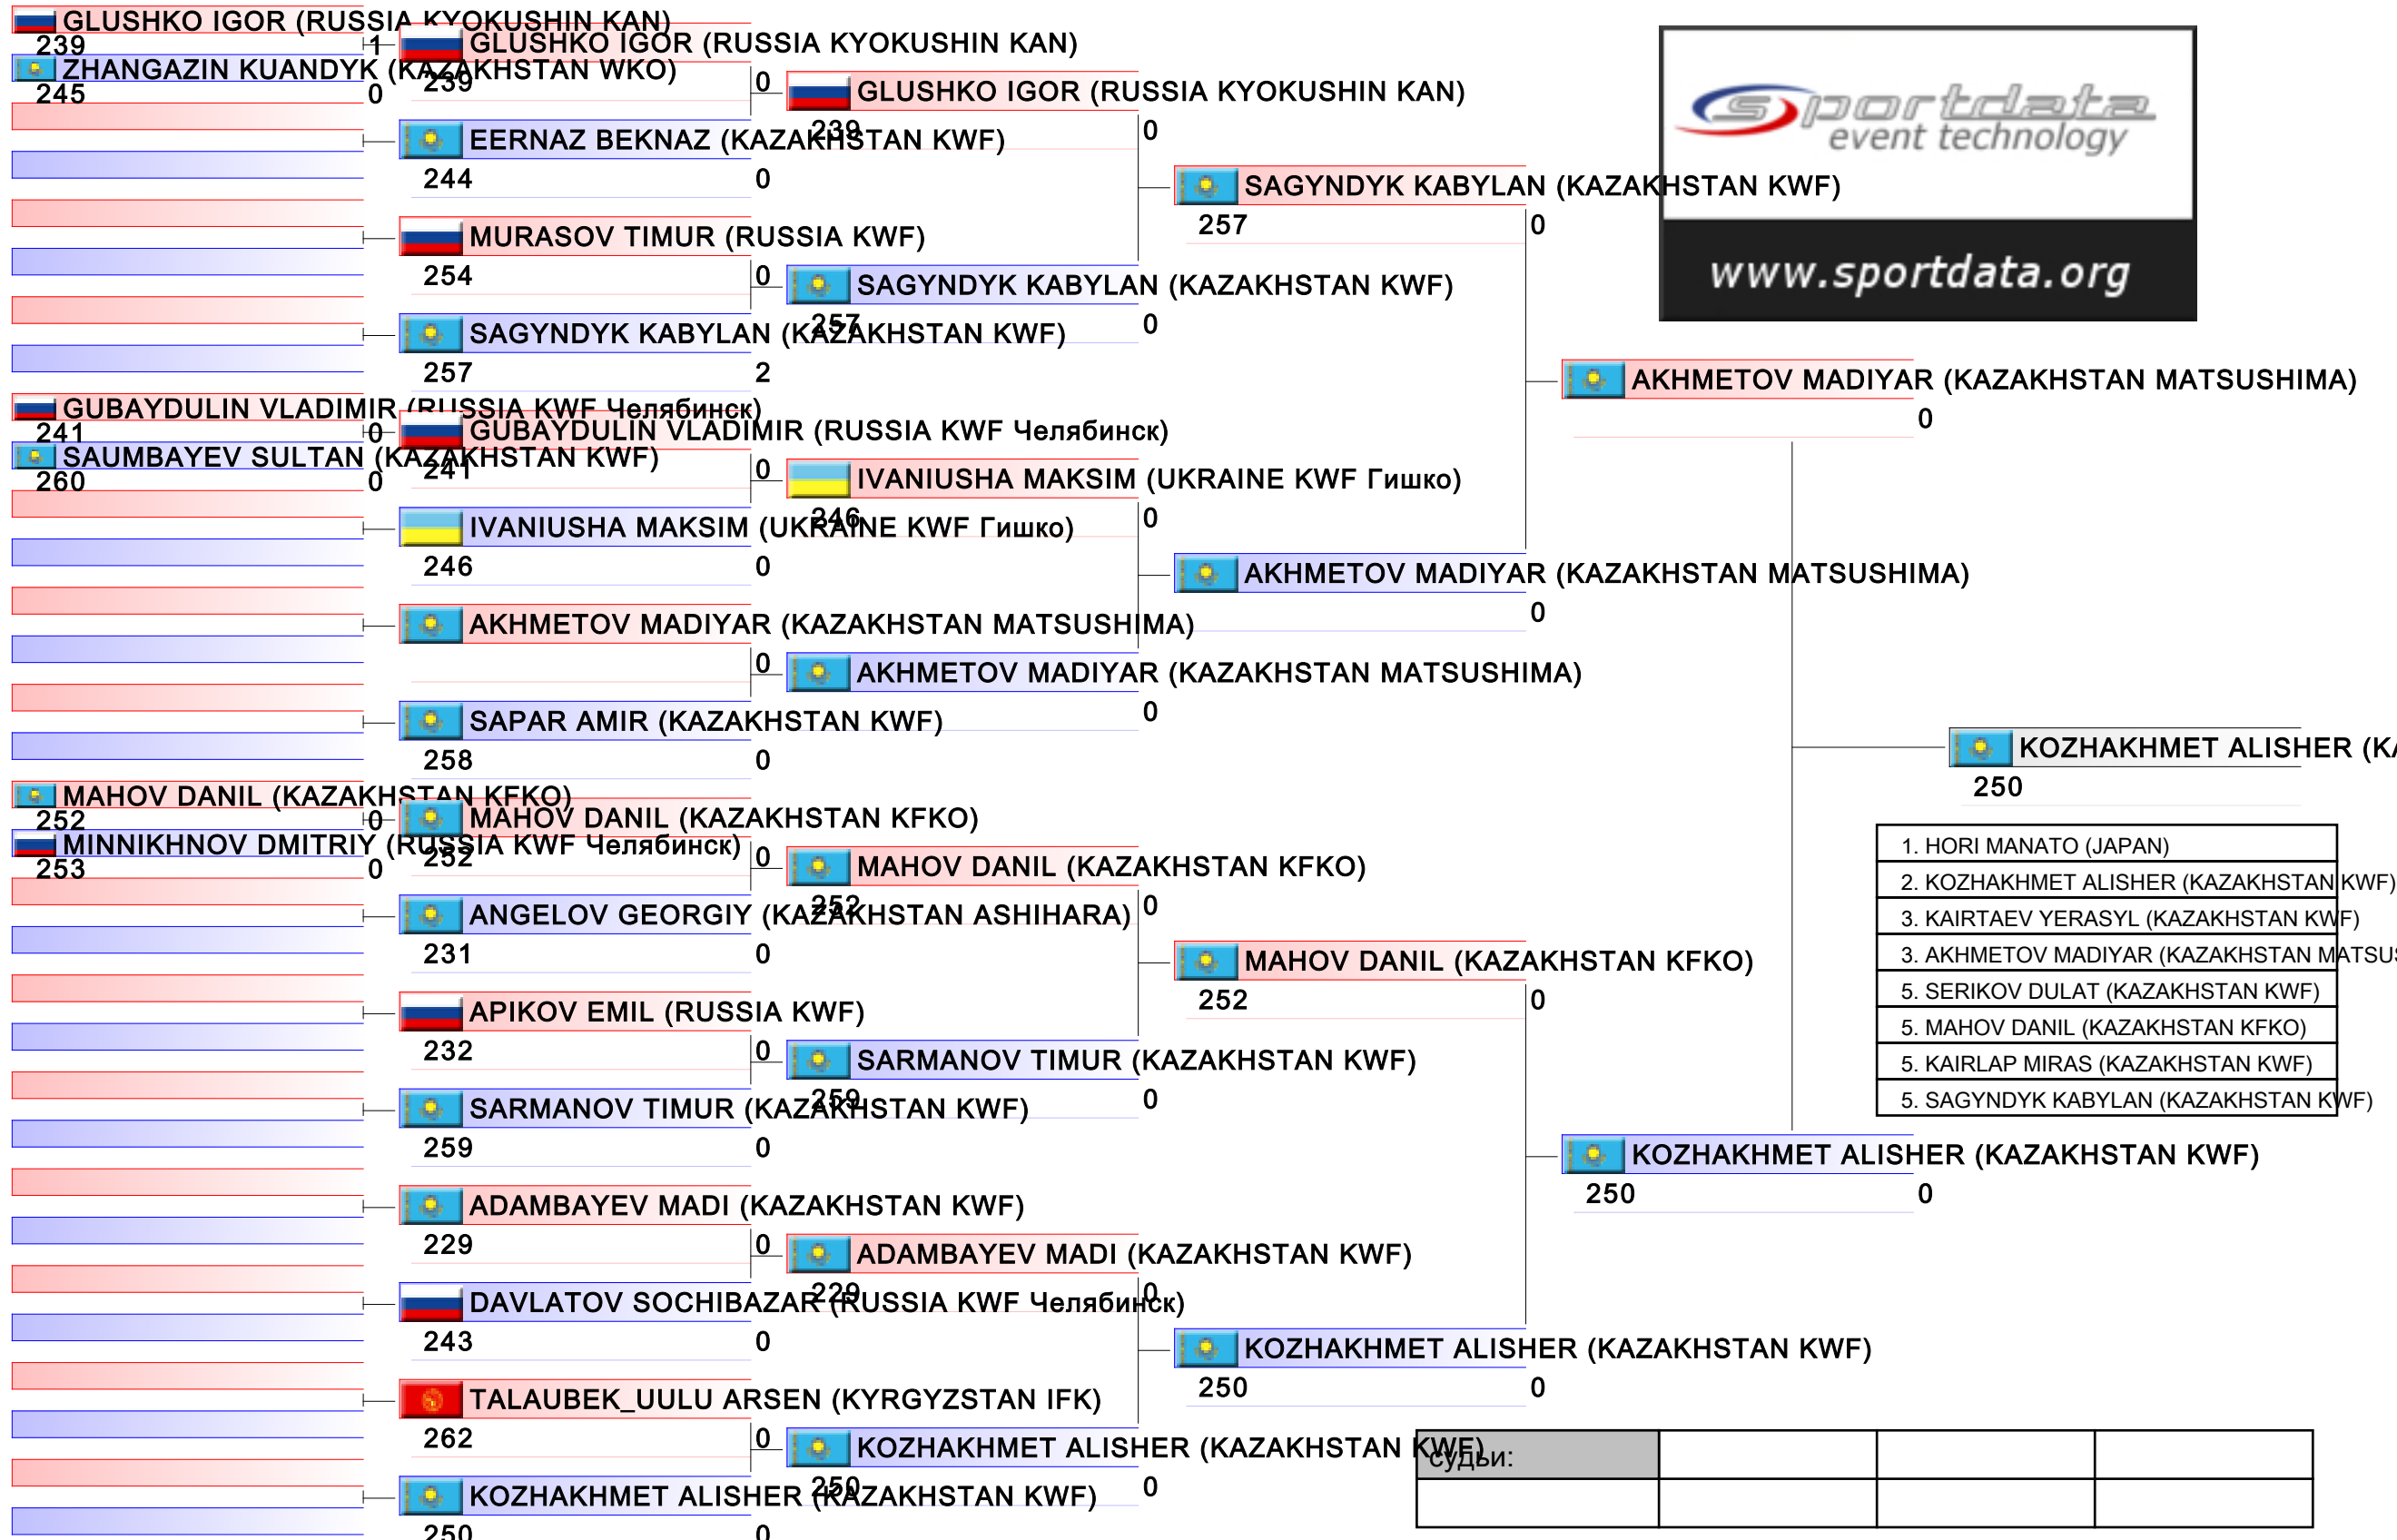 GLUSHKO IGOR (RUSSIA KYOKUSHIN KAN)
239 1
ZHANGAZIN KUANDYK (KAZAKHSTAN WKO)
245 0
GUBAYDULIN VLADIMIR (RUSSIA KWF Челябинск)
241 0
SAUMBAYEV SULTAN (KAZAKHSTAN KWF)
260 0
MAHOV DANIL (KAZAKHSTAN KFKO)
252 0
MINNIKHNOV DMITRIY (RUSSIA KWF Челябинск)
253 0
GLUSHKO IGOR (RUSSIA KYOKUSHIN KAN)
239 0
EERNAZ BEKNAZ (KAZAKHSTAN KWF)
244 0
MURASOV TIMUR (RUSSIA KWF)
254 0
SAGYNDYK KABYLAN (KAZAKHSTAN KWF)
257 2
GUBAYDULIN VLADIMIR (RUSSIA KWF Челябинск)
241 0
IVANIUSHA MAKSIM (UKRAINE KWF Гишко)
246 0
AKHMETOV MADIYAR (KAZAKHSTAN MATSUSHIMA)
0
SAPAR AMIR (KAZAKHSTAN KWF)
258 0
MAHOV DANIL (KAZAKHSTAN KFKO)
252 0
ANGELOV GEORGIY (KAZAKHSTAN ASHIHARA)
231 0
APIKOV EMIL (RUSSIA KWF)
232 0
SARMANOV TIMUR (KAZAKHSTAN KWF)
259 0
ADAMBAYEV MADI (KAZAKHSTAN KWF)
229 0
DAVLATOV SOCHIBAZAR (RUSSIA KWF Челябинск)
243 0
TALAUBEK_UULU ARSEN (KYRGYZSTAN IFK)
262 0
KOZHAKHMET ALISHER (KAZAKHSTAN KWF)
250 0
GLUSHKO IGOR (RUSSIA KYOKUSHIN KAN)
239 0
SAGYNDYK KABYLAN (KAZAKHSTAN KWF)
257 0
IVANIUSHA MAKSIM (UKRAINE KWF Гишко)
246 0
AKHMETOV MADIYAR (KAZAKHSTAN MATSUSHIMA)
0
MAHOV DANIL (KAZAKHSTAN KFKO)
252 0
SARMANOV TIMUR (KAZAKHSTAN KWF)
259 0
ADAMBAYEV MADI (KAZAKHSTAN KWF)
229 0
KOZHAKHMET ALISHER (KAZAKHSTAN KWF)
250 0
SAGYNDYK KABYLAN (KAZAKHSTAN KWF)
257 0
AKHMETOV MADIYAR (KAZAKHSTAN MATSUSHIMA)
0
MAHOV DANIL (KAZAKHSTAN KFKO)
252 0
KOZHAKHMET ALISHER (KAZAKHSTAN KWF)
250 0
AKHMETOV MADIYAR (KAZAKHSTAN MATSUSHIMA)
0
KOZHAKHMET ALISHER (KAZAKHSTAN KWF)
250 0
KOZHAKHMET ALISHER (KA
250
sportdata
event technology
www.sportdata.org
1. HORI MANATO (JAPAN)
2. KOZHAKHMET ALISHER (KAZAKHSTAN KWF)
3. KAIRTAEV YERASYL (KAZAKHSTAN KWF)
3. AKHMETOV MADIYAR (KAZAKHSTAN MATSUS
5. SERIKOV DULAT (KAZAKHSTAN KWF)
5. MAHOV DANIL (KAZAKHSTAN KFKO)
5. KAIRLAP MIRAS (KAZAKHSTAN KWF)
5. SAGYNDYK KABYLAN (KAZAKHSTAN KWF)
судьи: